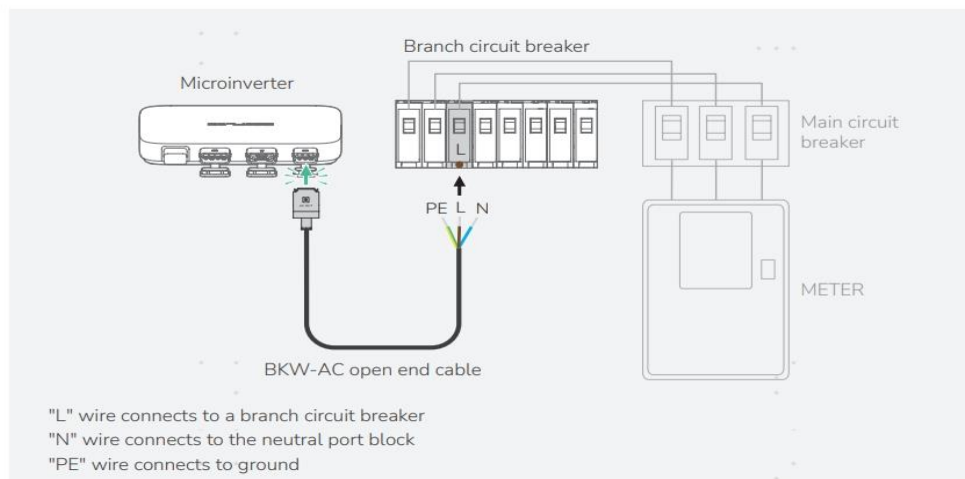 Branch circuit breaker
Microinverter
Main circuit
breaker
L
PE L N
METER
BKW-AC open end cable
"L" wire connects to a branch circuit breaker
"N" wire connects to the neutral port block
"PE" wire connects to ground